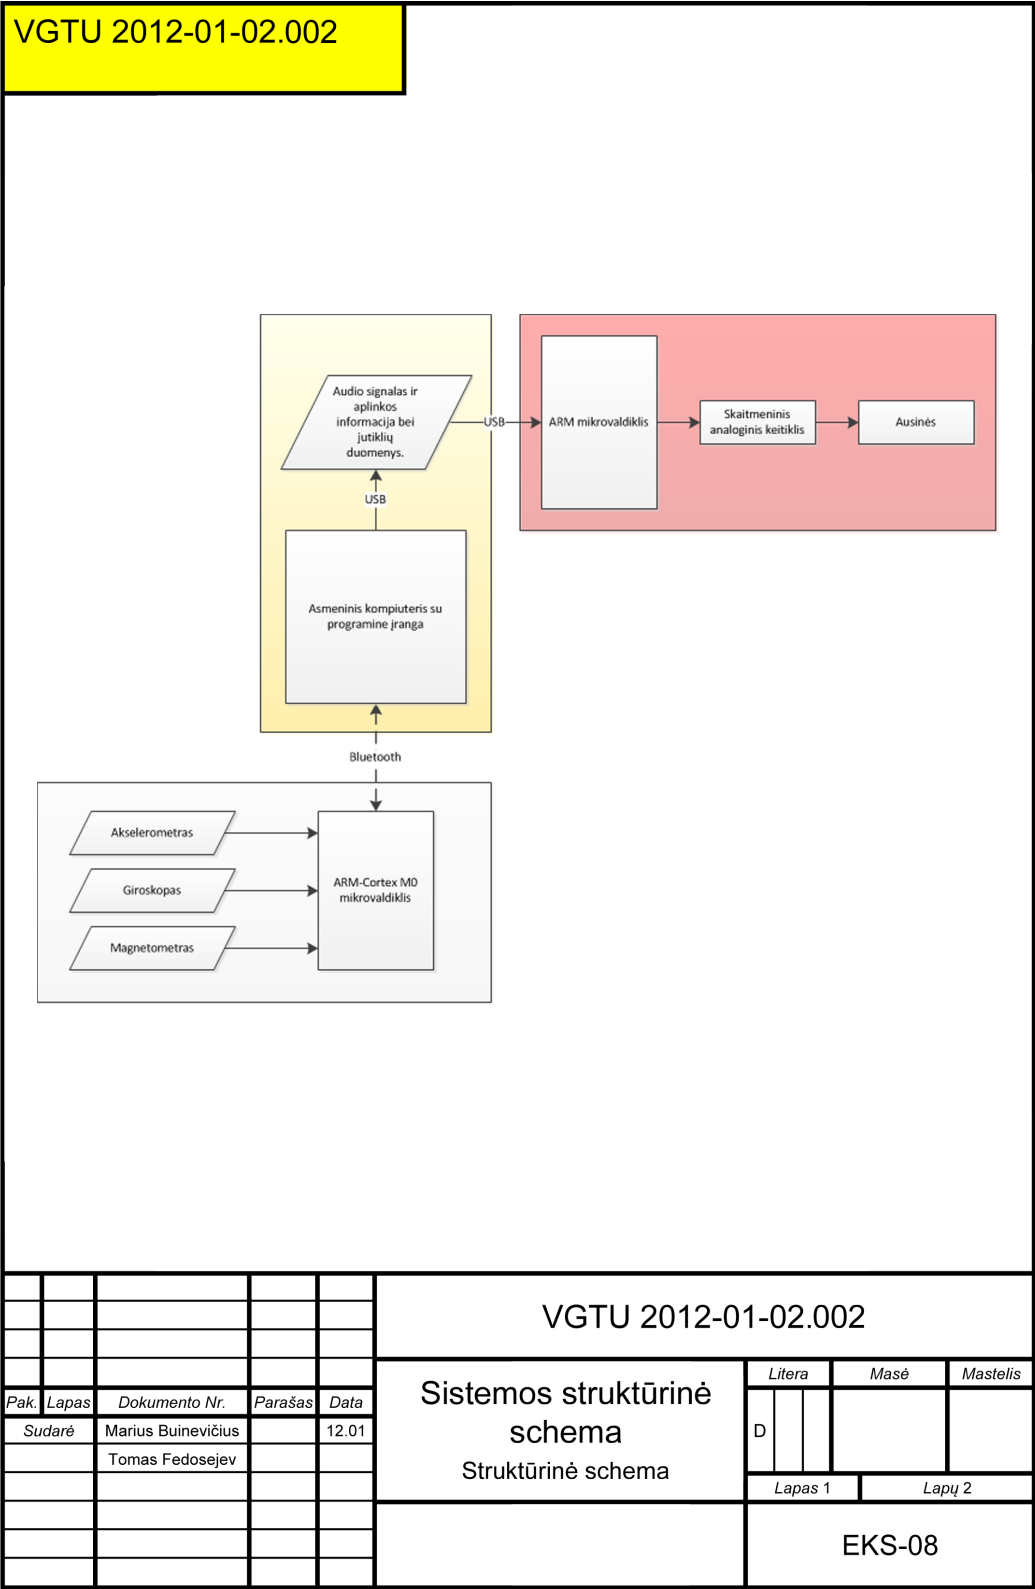 VGTU 2012-01-02.002
Audio signalas ir
aplinkos
informacija bei
jutiklių
duomenys.
USB
ARM mikrovaldiklis
Skaitmeninis
analoginis keitiklis
Ausinės
USB
Asmeninis kompiuteris su
programine įranga
Bluetooth
Akselerometras
Giroskopas
Magnetometras
ARM-Cortex M0
mikrovaldiklis
VGTU 2012-01-02.002
Sistemos struktūrinė
schema
Struktūrinė schema
Litera
Masė
Mastelis
D
Lapas 1
Lapų 2
EKS-08
Pak.
Lapas
Dokumento Nr.
Parašas
Data
Sudarė
Marius Buinevičius
12.01
Tomas Fedosejev